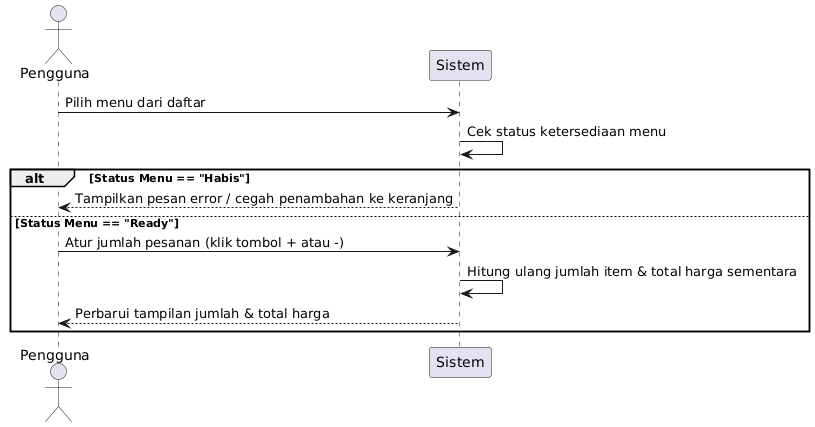 Pengguna
Sistem
Pilih menu dari daftar
Cek status ketersediaan menu
alt [Status Menu == "Habis"]
Tampilkan pesan error / cegah penambahan ke keranjang
[Status Menu == "Ready"]
Atur jumlah pesanan (klik tombol + atau -)
Hitung ulang jumlah item & total harga sementara
Perbarui tampilan jumlah & total harga
Pengguna
Sistem